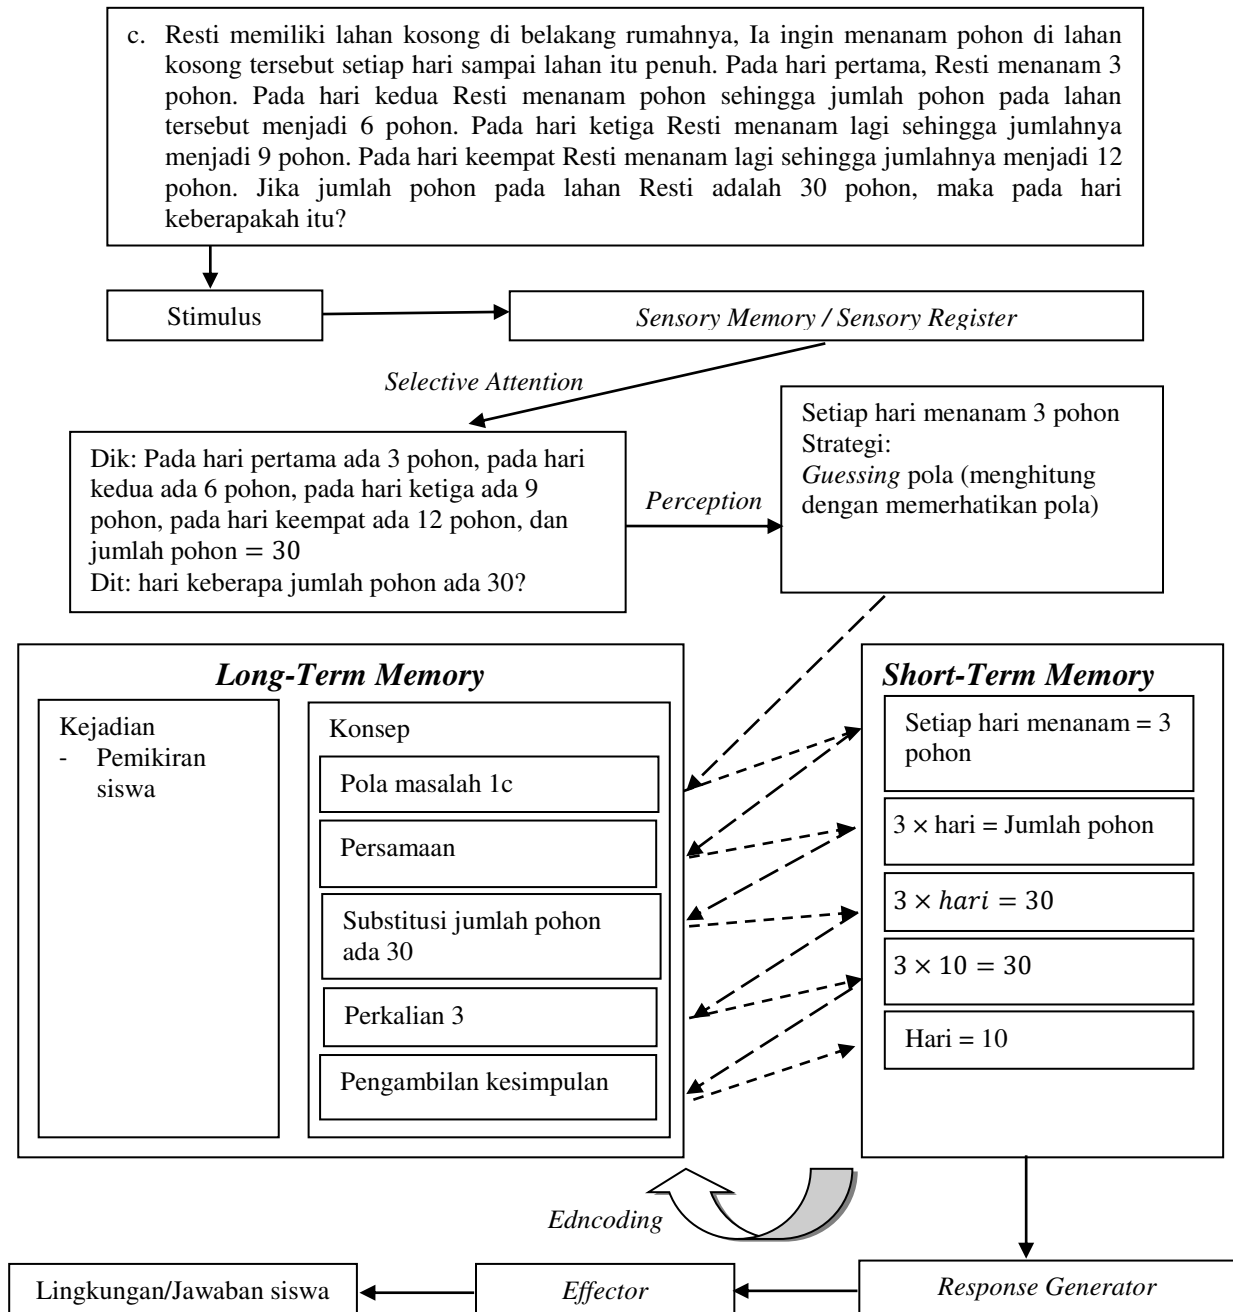 c. Resti memiliki lahan kosong di belakang rumahnya, Ia ingin menanam pohon di lahan
kosong tersebut setiap hari sampai lahan itu penuh. Pada hari pertama, Resti menanam 3
pohon. Pada hari kedua Resti menanam pohon sehingga jumlah pohon pada lahan
tersebut menjadi 6 pohon. Pada hari ketiga Resti menanam lagi sehingga jumlahnya
menjadi 9 pohon. Pada hari keempat Resti menanam lagi sehingga jumlahnya menjadi 12
pohon. Jika jumlah pohon pada lahan Resti adalah 30 pohon, maka pada hari
keberapakah itu?
Stimulus
Sensory Memory / Sensory Register
Selective Attention
Dik: Pada hari pertama ada 3 pohon, pada hari
kedua ada 6 pohon, pada hari ketiga ada 9
pohon, pada hari keempat ada 12 pohon, dan
jumlah pohon = 30
Dit: hari keberapa jumlah pohon ada 30?
Perception
Setiap hari menanam 3 pohon
Strategi:
Guessing pola (menghitung
dengan memerhatikan pola)
Long-Term Memory
Kejadian
- Pemikiran
siswa
Konsep
Pola masalah 1c
Persamaan
Substitusi jumlah pohon
ada 30
Perkalian 3
Pengambilan kesimpulan
Short-Term Memory
Setiap hari menanam = 3
pohon
3 × hari = Jumlah pohon
3 × hari = 30
3 × 10 = 30
Hari = 10
Edncoding
Lingkungan/Jawaban siswa
Effector
Response Generator